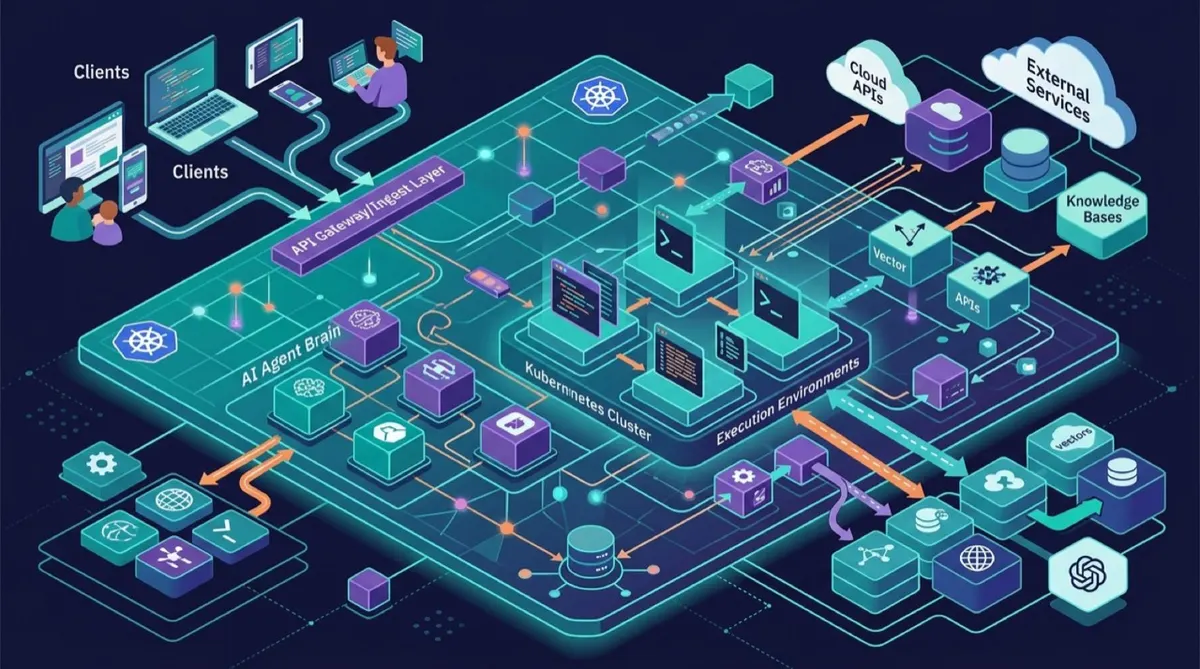 Clients
Clients
API Gateway/Ingest Layer
Cloud
APIs
External
Services
Knowledge
Bases
Vector
APIs
AI Agent Brain
Kubernmetes Cluster
Execution Environments
vectors